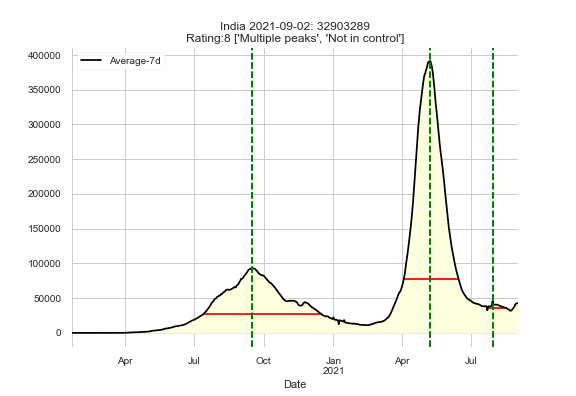 India 2021-09-02: 32903289
Rating:8 ['Multiple peaks', 'Not in control']
Average-7d
400000
350000
300000
250000
200000
150000
100000
50000
0
Apr Jul Oct Jan Apr Jul
2021
Date